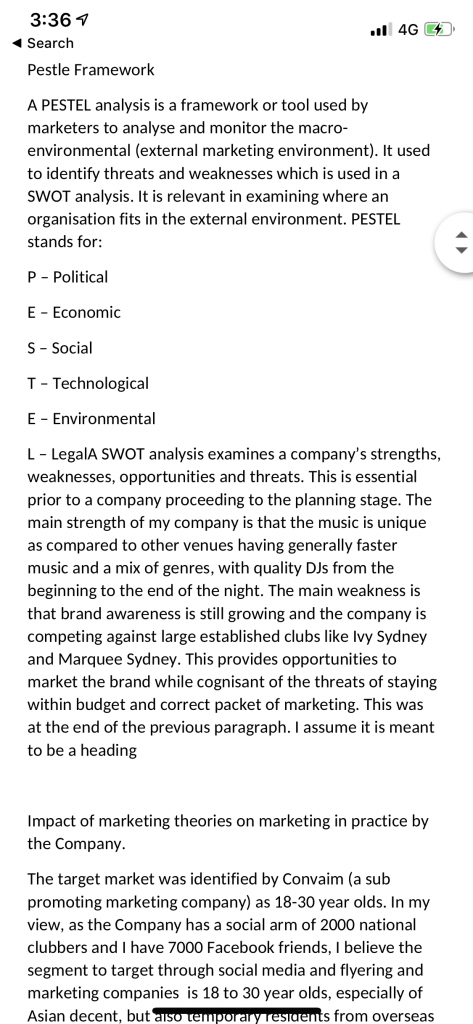 3:36
4G
Search
Pestle Framework
A PESTEL analysis is a framework or tool used by
marketers to analyse and monitor the macro-
environmental (external marketing environment). It used
to identify threats and weaknesses which is used in a
SWOT analysis. It is relevant in examining where an
organisation fits in the external environment. PESTEL
stands for:
P – Political
E – Economic
S – Social
T – Technological
E – Environmental
L – LegalA SWOT analysis examines a company's strengths,
weaknesses, opportunities and threats. This is essential
prior to a company proceeding to the planning stage. The
main strength of my company is that the music is unique
as compared to other venues having generally faster
music and a mix of genres, with quality DJs from the
beginning to the end of the night. The main weakness is
that brand awareness is still growing and the company is
competing against large established clubs like Ivy Sydney
and Marquee Sydney. This provides opportunities to
market the brand while cognisant of the threats of staying
within budget and correct packet of marketing. This was
at the end of the previous paragraph. I assume it is meant
to be a heading
Impact of marketing theories on marketing in practice by
the Company.
The target market was identified by Convaim (a sub
promoting marketing company) as 18-30 year olds. In my
view, as the Company has a social arm of 2000 national
clubbers and I have 7000 Facebook friends, I believe the
segment to target through social media and flyering and
marketing companies is 18 to 30 year olds, especially of
Asian decent, but also temporary residents from overseas